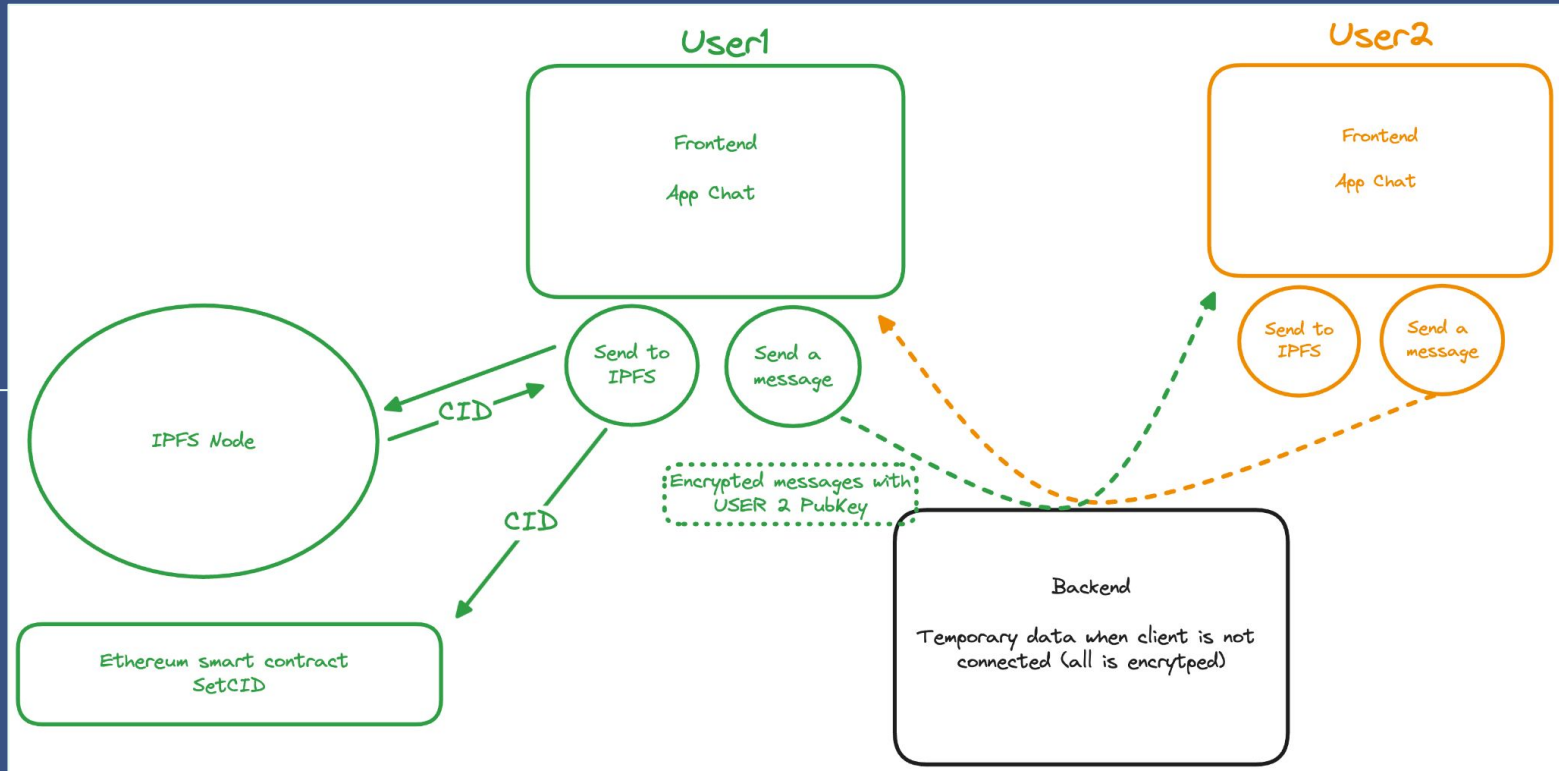 User1
User2
Frontend
App Chat
Frontend
App Chat
Send to
IPFS
Send a
message
Send to
IPFS
Send a
message
CID
IPFS Node
Encrypted messages with
USER 2 PubKey
CID
Backend
Temporary data when client is not
connected (all is encrytped)
Ethereum smart contract
SetCID